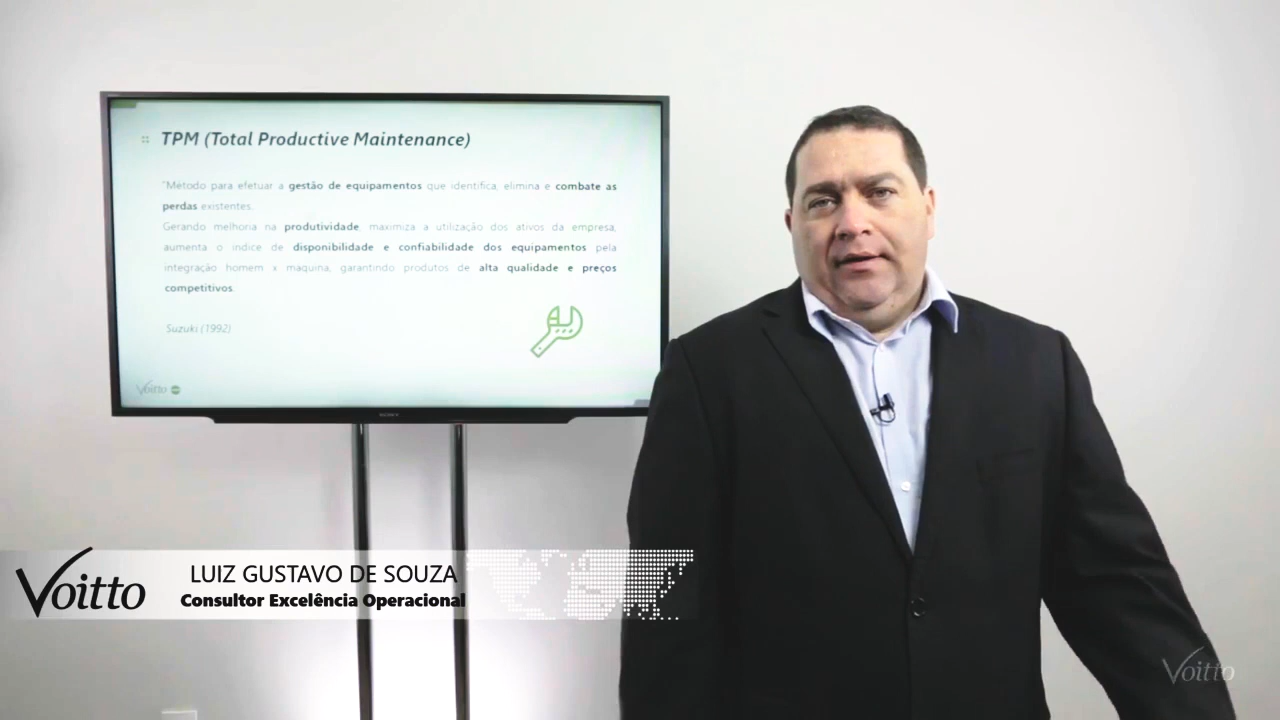 TPM (Total Productive Maintenance)
"Método para efetuar a gestão de equipamentos que identifica, elimina e combate as
perdas existentes.
Gerando melhoria na produtividade, maximiza a utilização dos ativos da empresa,
aumenta o índice de disponibilidade e confiabilidade dos equipamentos pela
integração homem x maquina, garantindo produtos de alta qualidade e preços
competitivos.
Suzuki (1992)
Voitto
SONY
Voitto
LUIZ GUSTAVO DE SOUZA
Consultor Excelência Operacional
Voitto